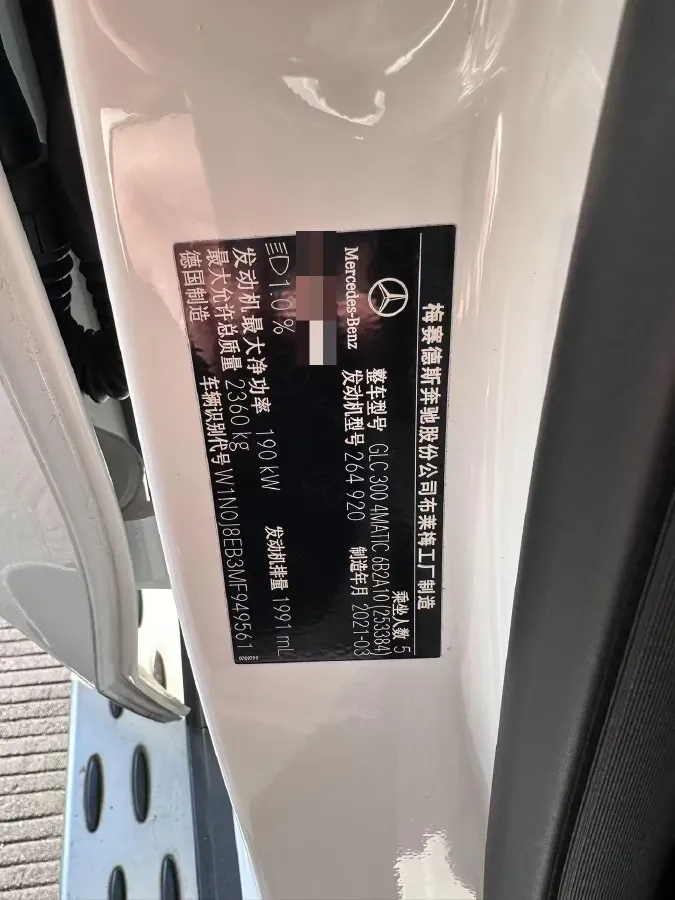 梅赛德斯奔驰股份公司布莱梅工厂制造
乘坐人数 5
整车型号 GLC 300 4MATIC 6B2A10 (253384)
发动机型号 264 920 制造年月 2021-03
Mercedes-Benz
1.0 %
发动机最大净功率 190 kW 发动机排量 1991 mL
最大允许总质量 2360 kg
车辆识别代号 W1N0J8EB3MF949561
德国制造